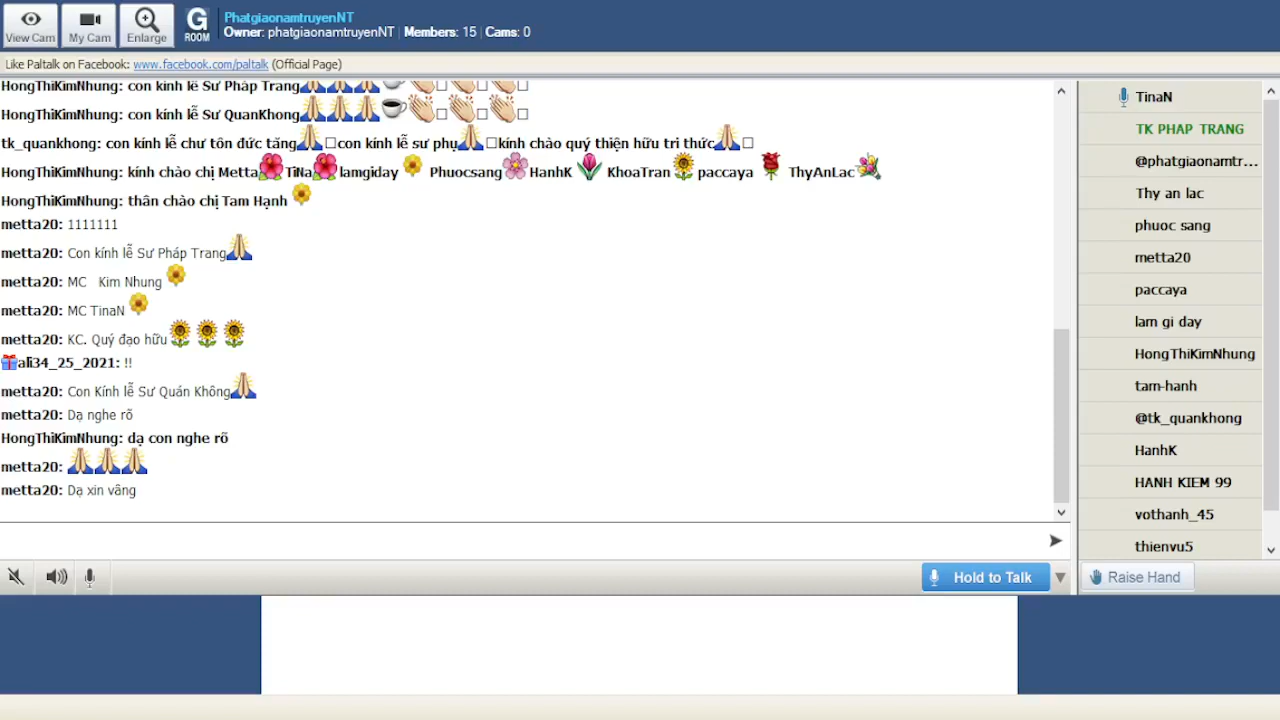 View Cam
My Cam
Enlarge
G
ROOM
PhatgiaonamtruyenNT
Owner: phatgiaonamtruyenNT | Members: 15 | Cams: 0
Like Paltalk on Facebook: www.facebook.com/paltalk (Official Page)
HongThiKimNhung: con kính lễ Sư Pháp Trang
HongThiKimNhung: con kính lễ Sư QuanKhong
tk_quankhong: con kính lễ chư tôn đức tăng con kính lễ sư phụ kính chào quý thiện hữu tri thức
HongThiKimNhung: kính chào chị Metta TiNa lamgiday Phuocsang HanhK KhoaTran paccaya ThyAnLac
HongThiKimNhung: thân chào chị Tam Hạnh
metta20: 1111111
metta20: Con kính lễ Sư Pháp Trang
metta20: MC Kim Nhung
metta20: MC TinaN
metta20: KC. Quý đạo hữu
ali34_25_2021: !!
metta20: Con Kính lễ Sư Quán Không
metta20: Dạ nghe rõ
HongThiKimNhung: dạ con nghe rõ
metta20:
metta20: Dạ xin vâng
TinaN
TK PHAP TRANG
@phatgiaonamtr...
Thy an lac
phuoc sang
metta20
paccaya
lam gi day
HongThiKimNhung
tam-hanh
@tk_quankhong
HanhK
HANH KIEM 99
vothanh_45
thienvu5
Hold to Talk
Raise Hand